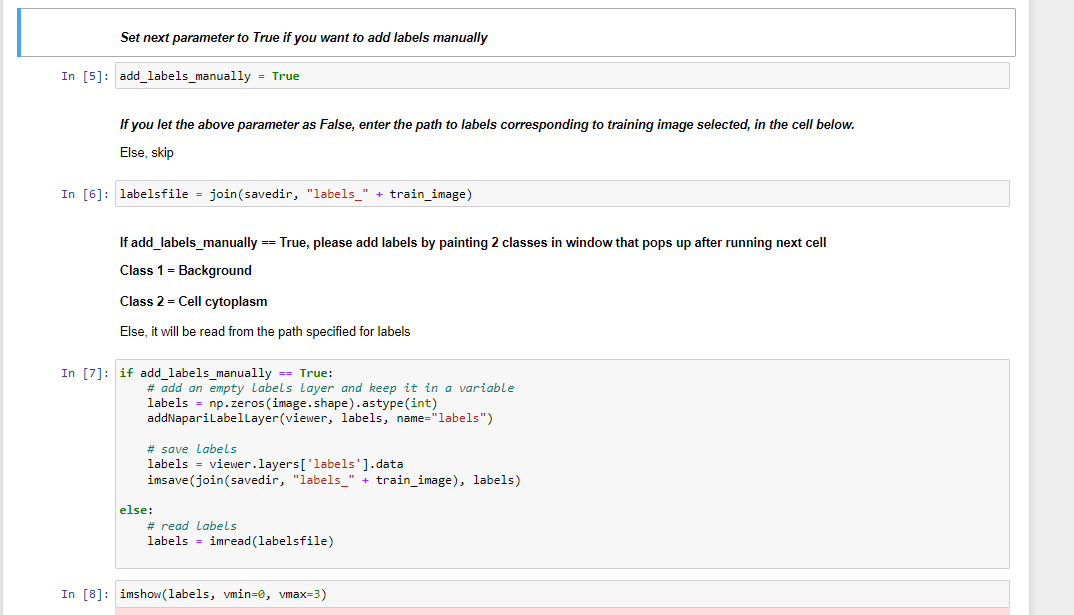 Set next parameter to True if you want to add labels manually
In [5]: add_labels_manually = True
If you let the above parameter as False, enter the path to labels corresponding to training image selected, in the cell below.
Else, skip
In [6]: labelsfile = join(savedir, "labels_" + train_image)
If add_labels_manually == True, please add labels by painting 2 classes in window that pops up after running next cell
Class 1 = Background
Class 2 = Cell cytoplasm
Else, it will be read from the path specified for labels
In [7]: if add_labels_manually == True:
# add an empty labels layer and keep it in a variable
labels = np.zeros(image.shape).astype(int)
addNapariLabelLayer(viewer, labels, name="labels")
# save labels
labels = viewer.layers['labels'].data
imsave(join(savedir, "labels_" + train_image), labels)
else:
# read labels
labels = imread(labelsfile)
In [8]: imshow(labels, vmin=0, vmax=3)